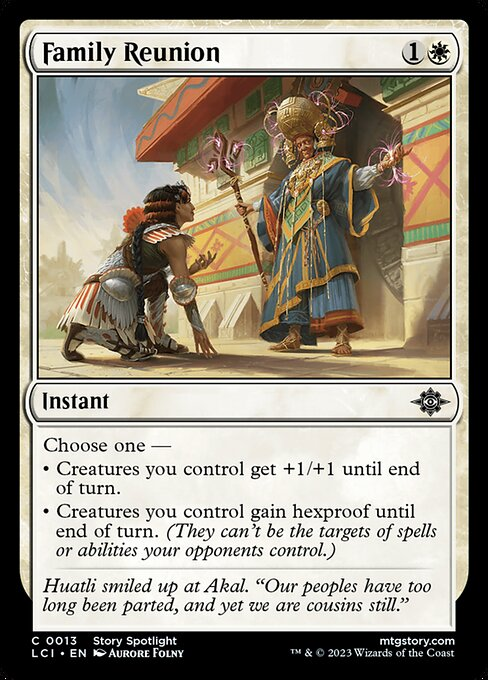 Family Reunion 1
Instant
Choose one —
• Creatures you control get +1/+1 until end
of turn.
• Creatures you control gain hexproof until
end of turn. (They can't be the targets of spells
or abilities your opponents control.)
Huatli smiled up at Akal. “Our peoples have too
long been parted, and yet we are cousins still.”
C 0013 Story Spotlight mtgstory.com
LCI • EN Aurore Folny ™ & © 2023 Wizards of the Coast